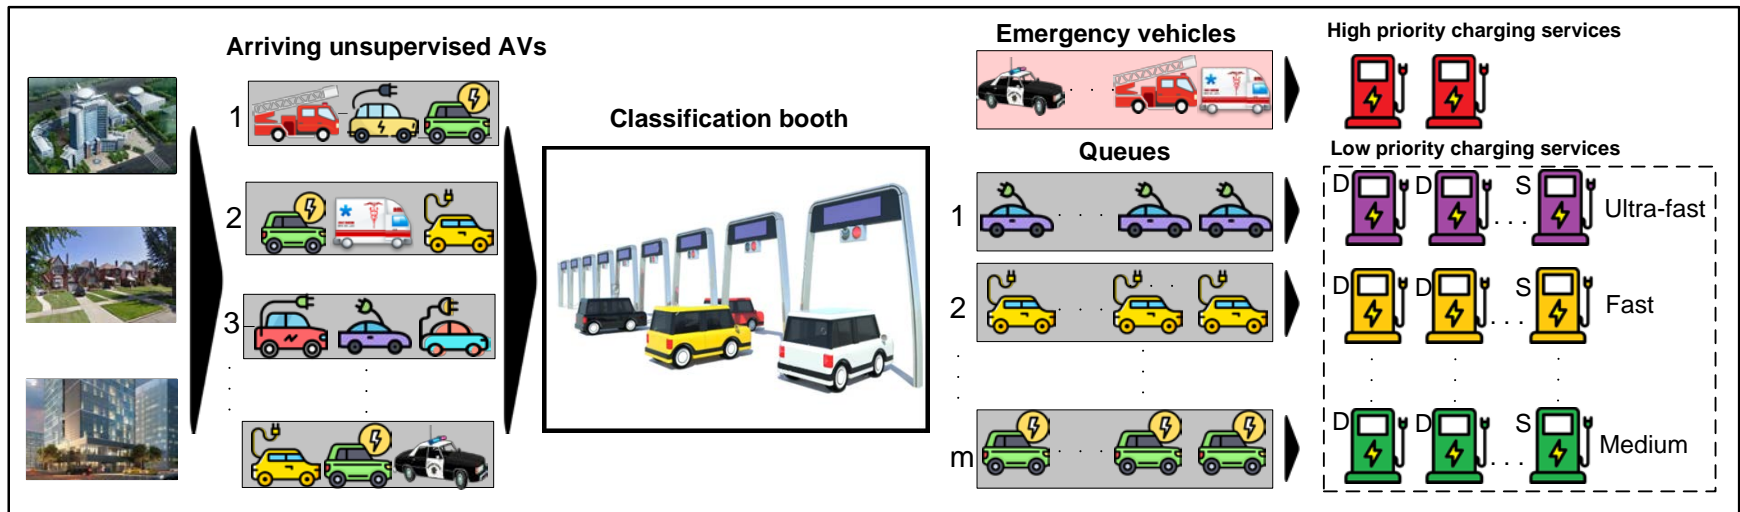 Arriving unsupervised AVs
1
2
3
Classification booth
Emergency vehicles
Queues
1
2
m
High priority charging services
Low priority charging services
D D S Ultra-fast
D D S Fast
D D S Medium